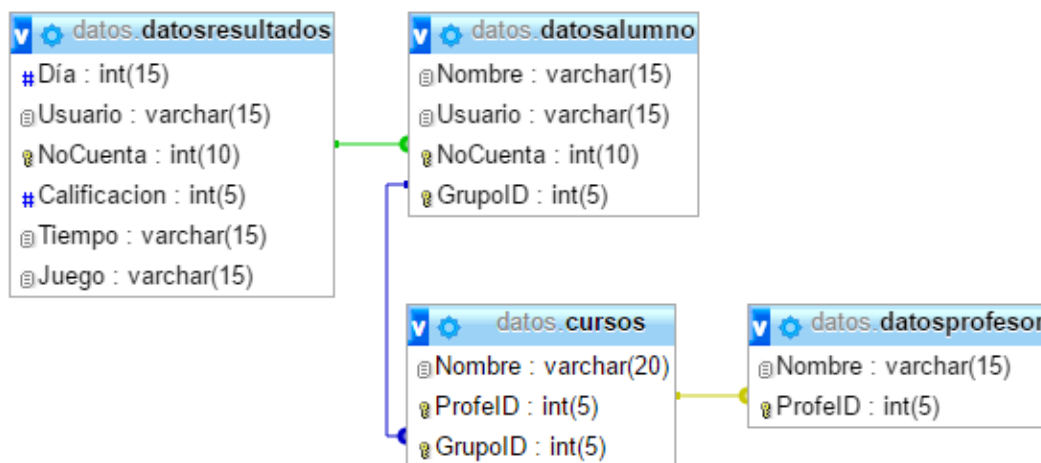 datos.datosresultados
Día : int(15)
Usuario : varchar(15)
NoCuenta : int(10)
Calificacion : int(5)
Tiempo : varchar(15)
Juego : varchar(15)
datos.datosalumno
Nombre : varchar(15)
Usuario : varchar(15)
NoCuenta : int(10)
GrupoID : int(5)
datos.cursos
Nombre : varchar(20)
ProfeID : int(5)
GrupoID : int(5)
datos.datosprofesor
Nombre : varchar(15)
ProfeID : int(5)